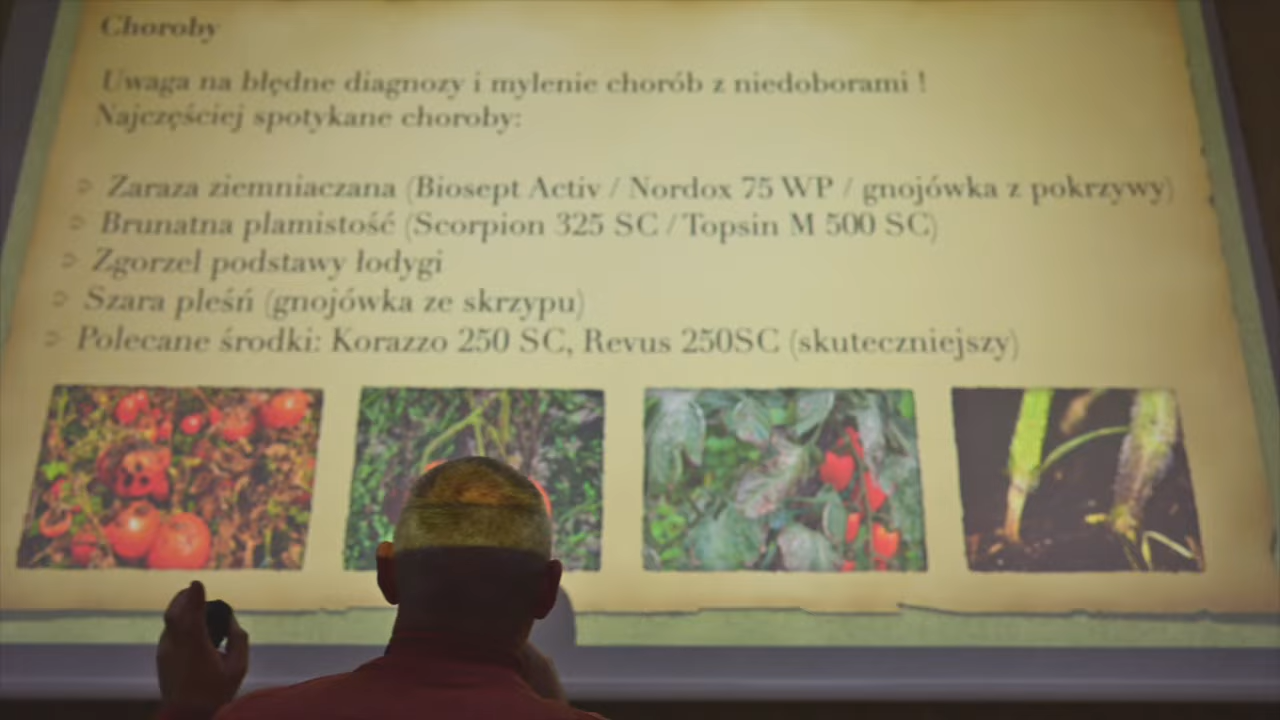 Choroby
Uwaga na błędne diagnozy i mylenie chorób z niedoborami !
Najczęściej spotykane choroby:
Zaraza ziemniaczana (Biosept Activ / Nordox 75 WP / gnojówka z pokrzywy)
Brunatna plamistość (Scorpion 325 SC / Topsin M 500 SC)
Zgorzel podstawy łodygi
Szara pleśń (gnojówka ze skrzypu)
Polecane środki: Korazzo 250 SC, Revus 250SC (skuteczniejszy)